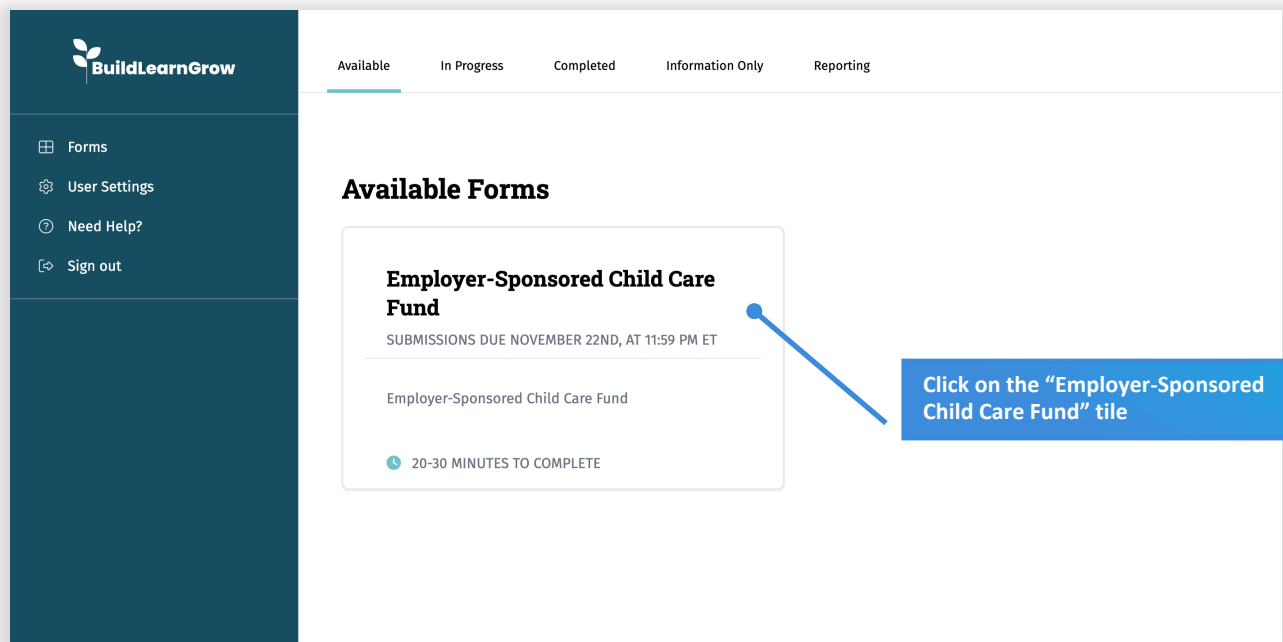 BuildLearnGrow
Forms
User Settings
Need Help?
Sign out
Available
In Progress
Completed
Information Only
Reporting
Available Forms
Employer-Sponsored Child Care
Fund
SUBMISSIONS DUE NOVEMBER 22ND, AT 11:59 PM ET
Employer-Sponsored Child Care Fund
20-30 MINUTES TO COMPLETE
Click on the “Employer-Sponsored
Child Care Fund” tile